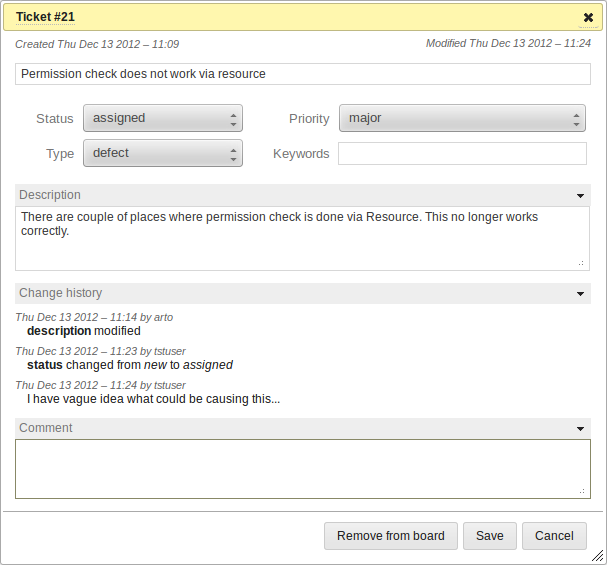 Ticket #21
Created Thu Dec 13 2012 – 11:09
Modified Thu Dec 13 2012 – 11:24
Permission check does not work via resource
Status assigned Priority major
Type defect Keywords
Description
There are couple of places where permission check is done via Resource. This no longer works
correctly.
Change history
Thu Dec 13 2012 – 11:14 by arto
description modified
Thu Dec 13 2012 – 11:23 by tstuser
status changed from new to assigned
Thu Dec 13 2012 – 11:24 by tstuser
I have vague idea what could be causing this...
Comment
Remove from board Save Cancel